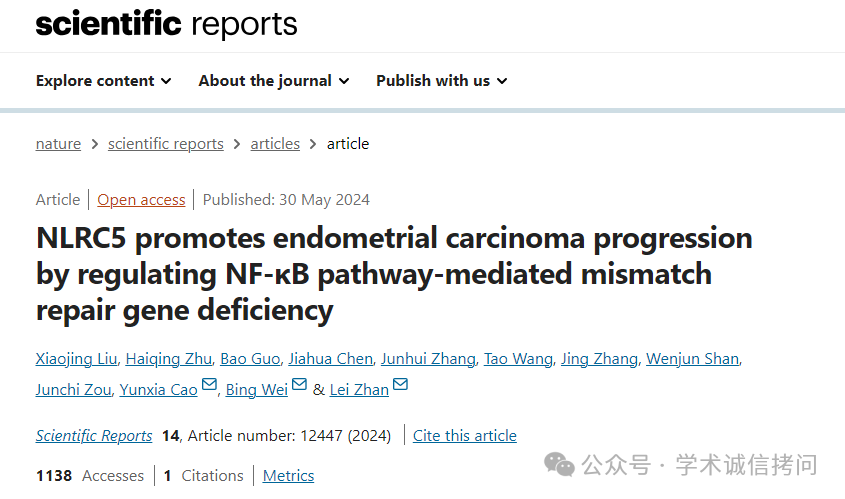 scientific reports
Explore content About the journal Publish with us
nature > scientific reports > articles > article
Article | Open access | Published: 30 May 2024
NLRC5 promotes endometrial carcinoma progression
by regulating NF-κB pathway-mediated mismatch
repair gene deficiency
Xiaojing Liu, Haiqing Zhu, Bao Guo, Jiahua Chen, Junhui Zhang, Tao Wang, Jing Zhang, Wenjun Shan,
Junchi Zou, Yunxia Cao, Bing Wei & Lei Zhan
Scientific Reports 14, Article number: 12447 (2024) | Cite this article
1138 Accesses | 1 Citations | Metrics
公众号 · 学术诚信拷问